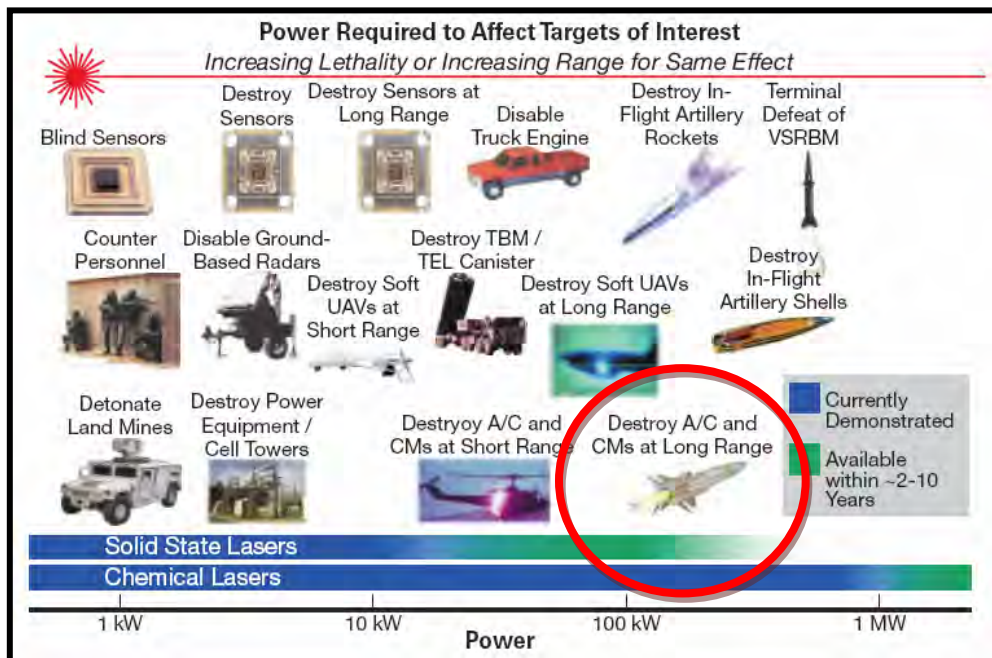 Power Required to Affect Targets of Interest
Increasing Lethality or Increasing Range for Same Effect
Blind Sensors
Destroy
Sensors
Destroy Sensors at
Long Range
Disable
Truck Engine
Destroy In-
Flight Artillery
Rockets
Terminal
Defeat of
VSRBM
Counter
Personnel
Disable Ground-
Based Radars
Destroy Soft
UAVs at
Short Range
Destroy TBM /
TEL Canister
Destroy Soft UAVs
at Long Range
Destroy
In-Flight
Artillery Shells
Detonate
Land Mines
Destroy Power
Equipment /
Cell Towers
Destryoy A/C and
CMs at Short Range
Destroy A/C and
CMs at Long Range
Currently
Demonstrated
Available
within ~2-10
Years
Solid State Lasers
Chemical Lasers
1 kW
10 kW
100 kW
1 MW
Power